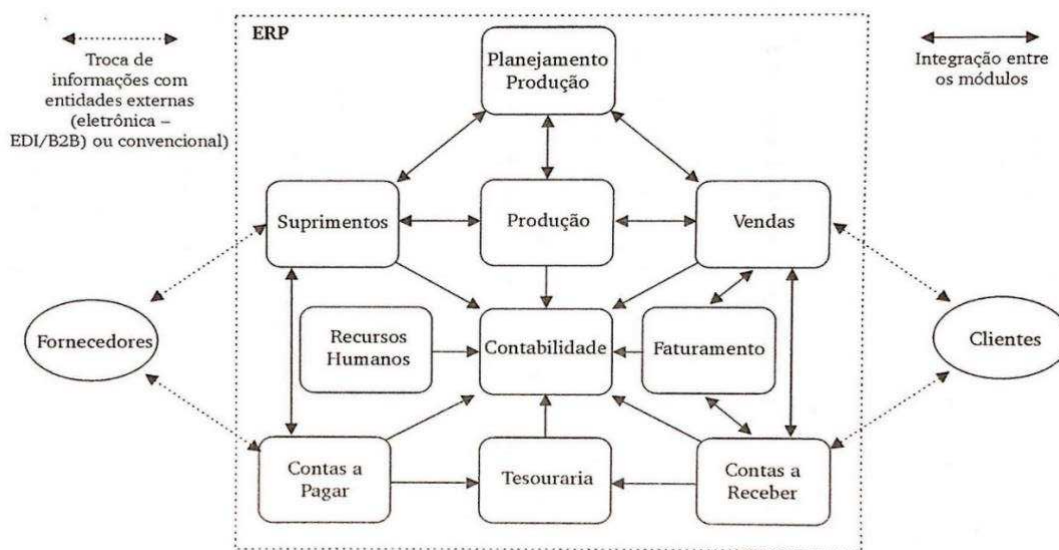 ERP
Troca de
informações com
entidades externas
(eletrônica –
EDI/B2B) ou convencional)
Planejamento
Produção
Integração entre
os módulos
Suprimentos
Produção
Vendas
Fornecedores
Recursos
Humanos
Contabilidade
Faturamento
Clientes
Contas a
Pagar
Tesouraria
Contas a
Receber